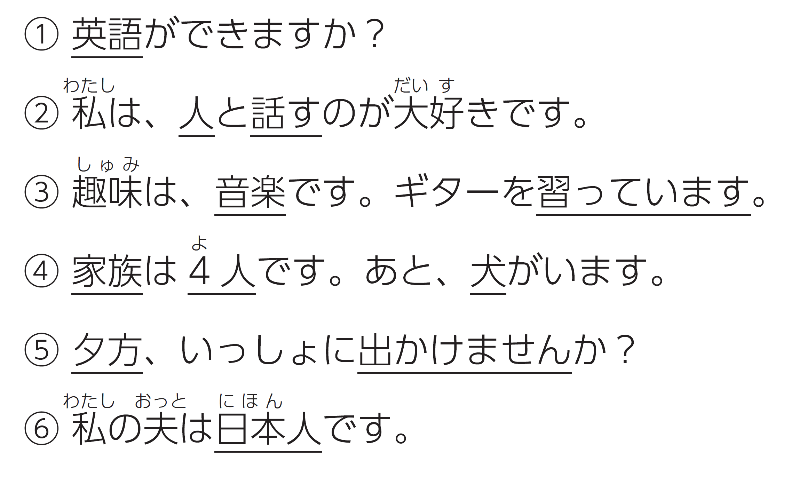 ① 英語ができますか？
わたし だい す
② 私は、人と話すのが大好きです。
しゅみ
③ 趣味は、音楽です。ギターを習っています。
よ
④ 家族は 4 人です。あと、犬がいます。
⑤ 夕方、いっしょに出かけませんか？
わたし おっと にほん
⑥ 私の夫は日本人です。